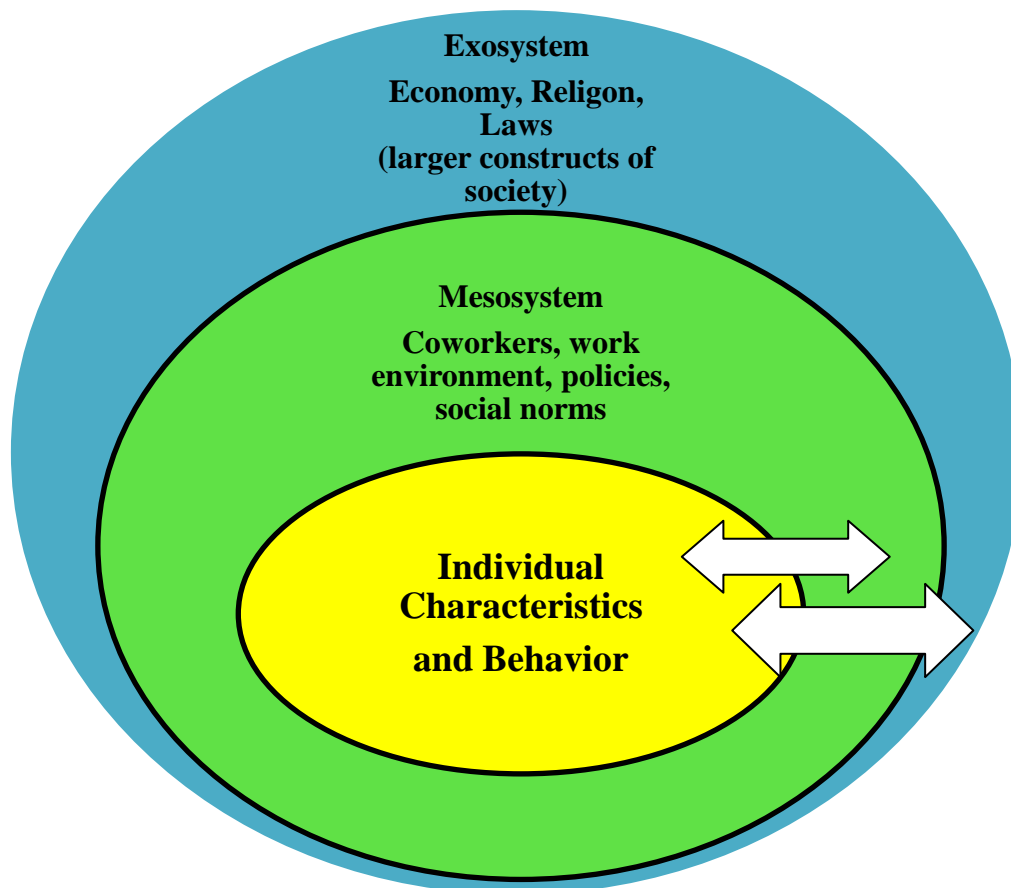 Exosystem
Economy, Religon,
Laws
(larger constructs of
society)
Mesosystem
Coworkers, work
environment, policies,
social norms
Individual
Characteristics
and Behavior